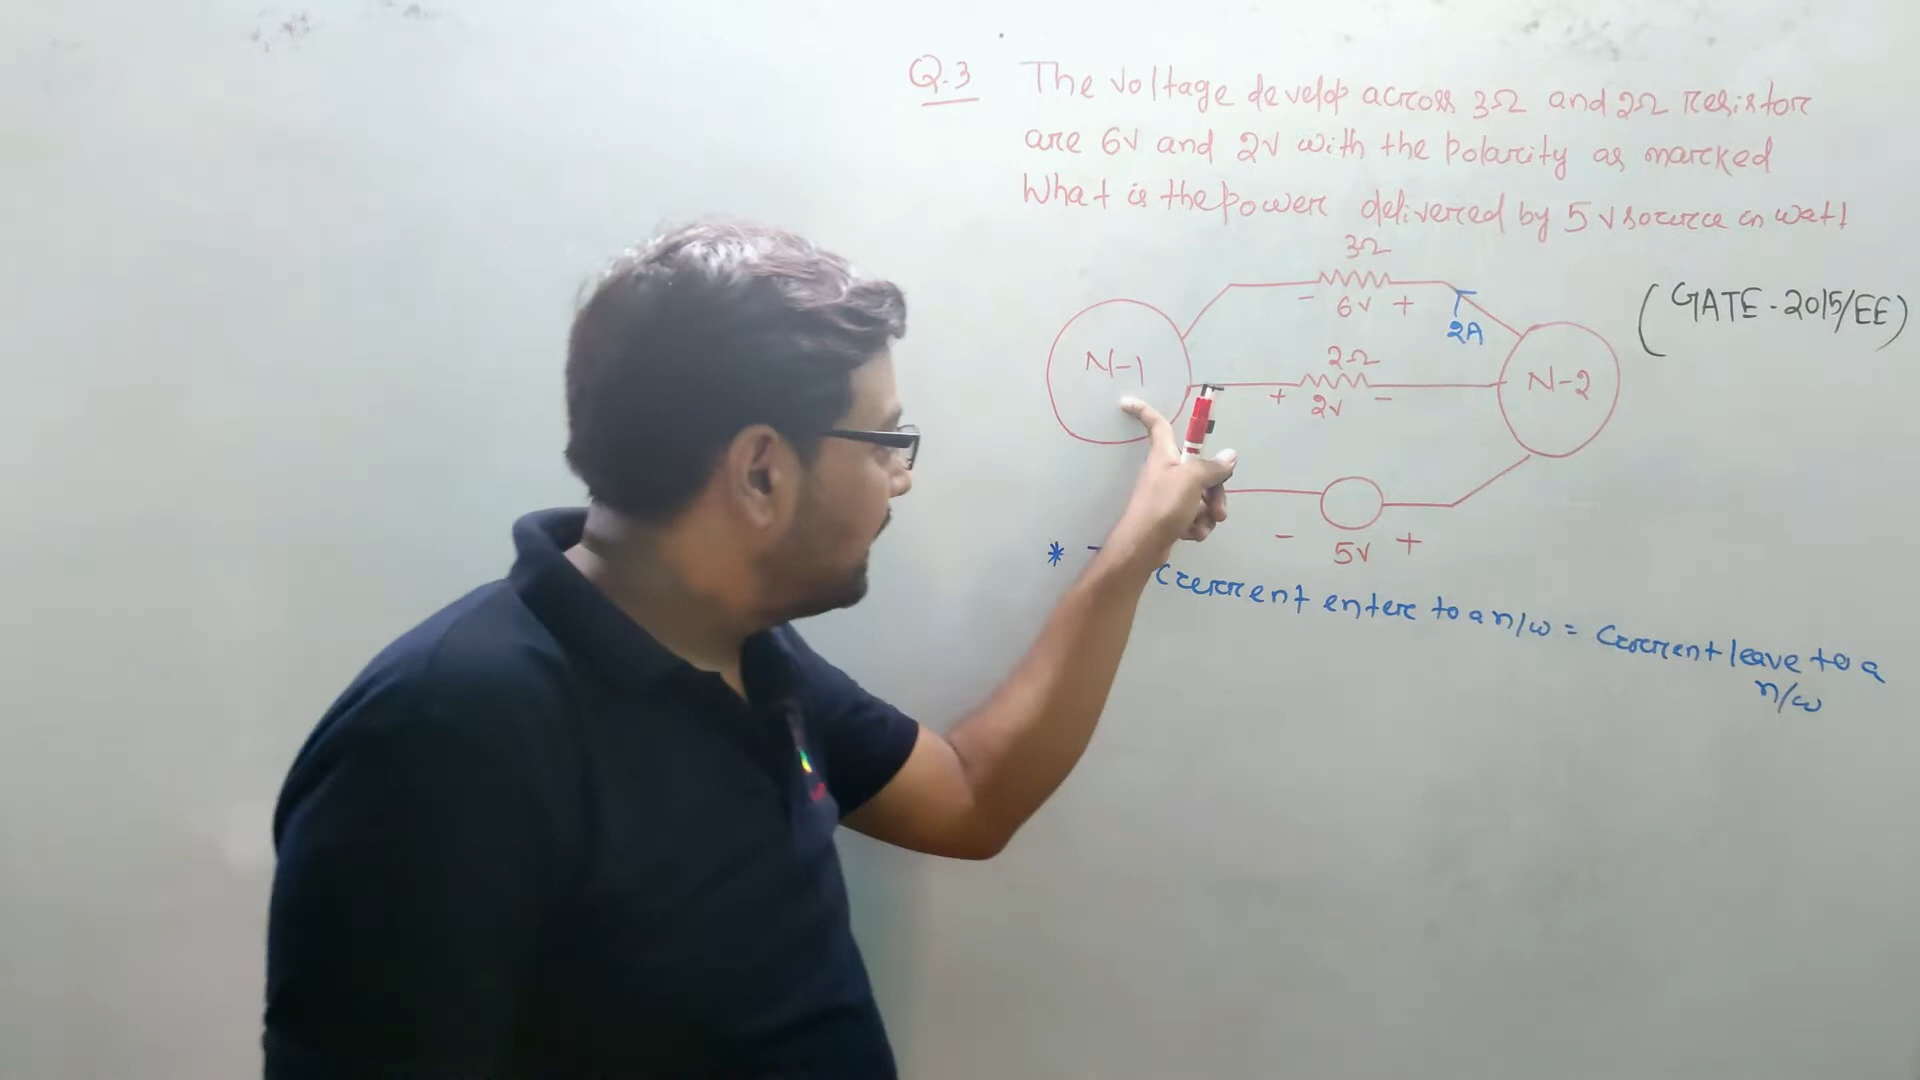 Q.3 The voltage develop across 3Ω and 2Ω resistor
are 6V and 2V with the polarity as marcked
What is the power delivered by 5V source in watt
3Ω
- 6V +
2A
(GATE-2015/EE)
N-1
2Ω
+ 2V -
N-2
- 5V +
*
current enter to a n/w = Current leave to a
n/w